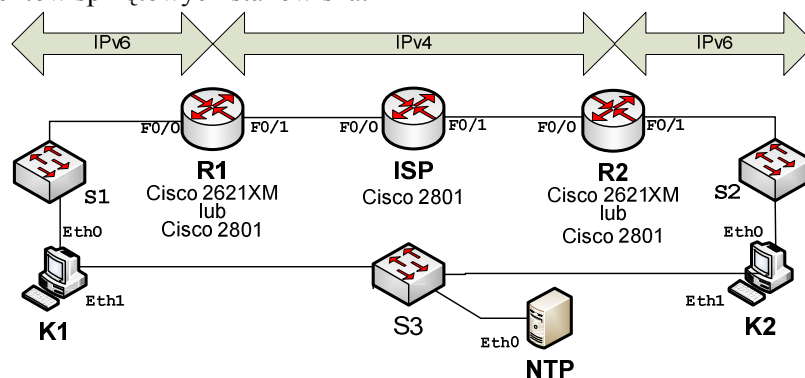 IPv6 IPv4 IPv6
F0/0 F0/1 F0/0 F0/1 F0/0 F0/1
R1 ISP R2
S1 Cisco 2621XM Cisco 2801 Cisco 2621XM S2
lub lub
Cisco 2801 Cisco 2801
Eth0 Eth0
Eth1 Eth1
K1 S3 K2
Eth0
NTP